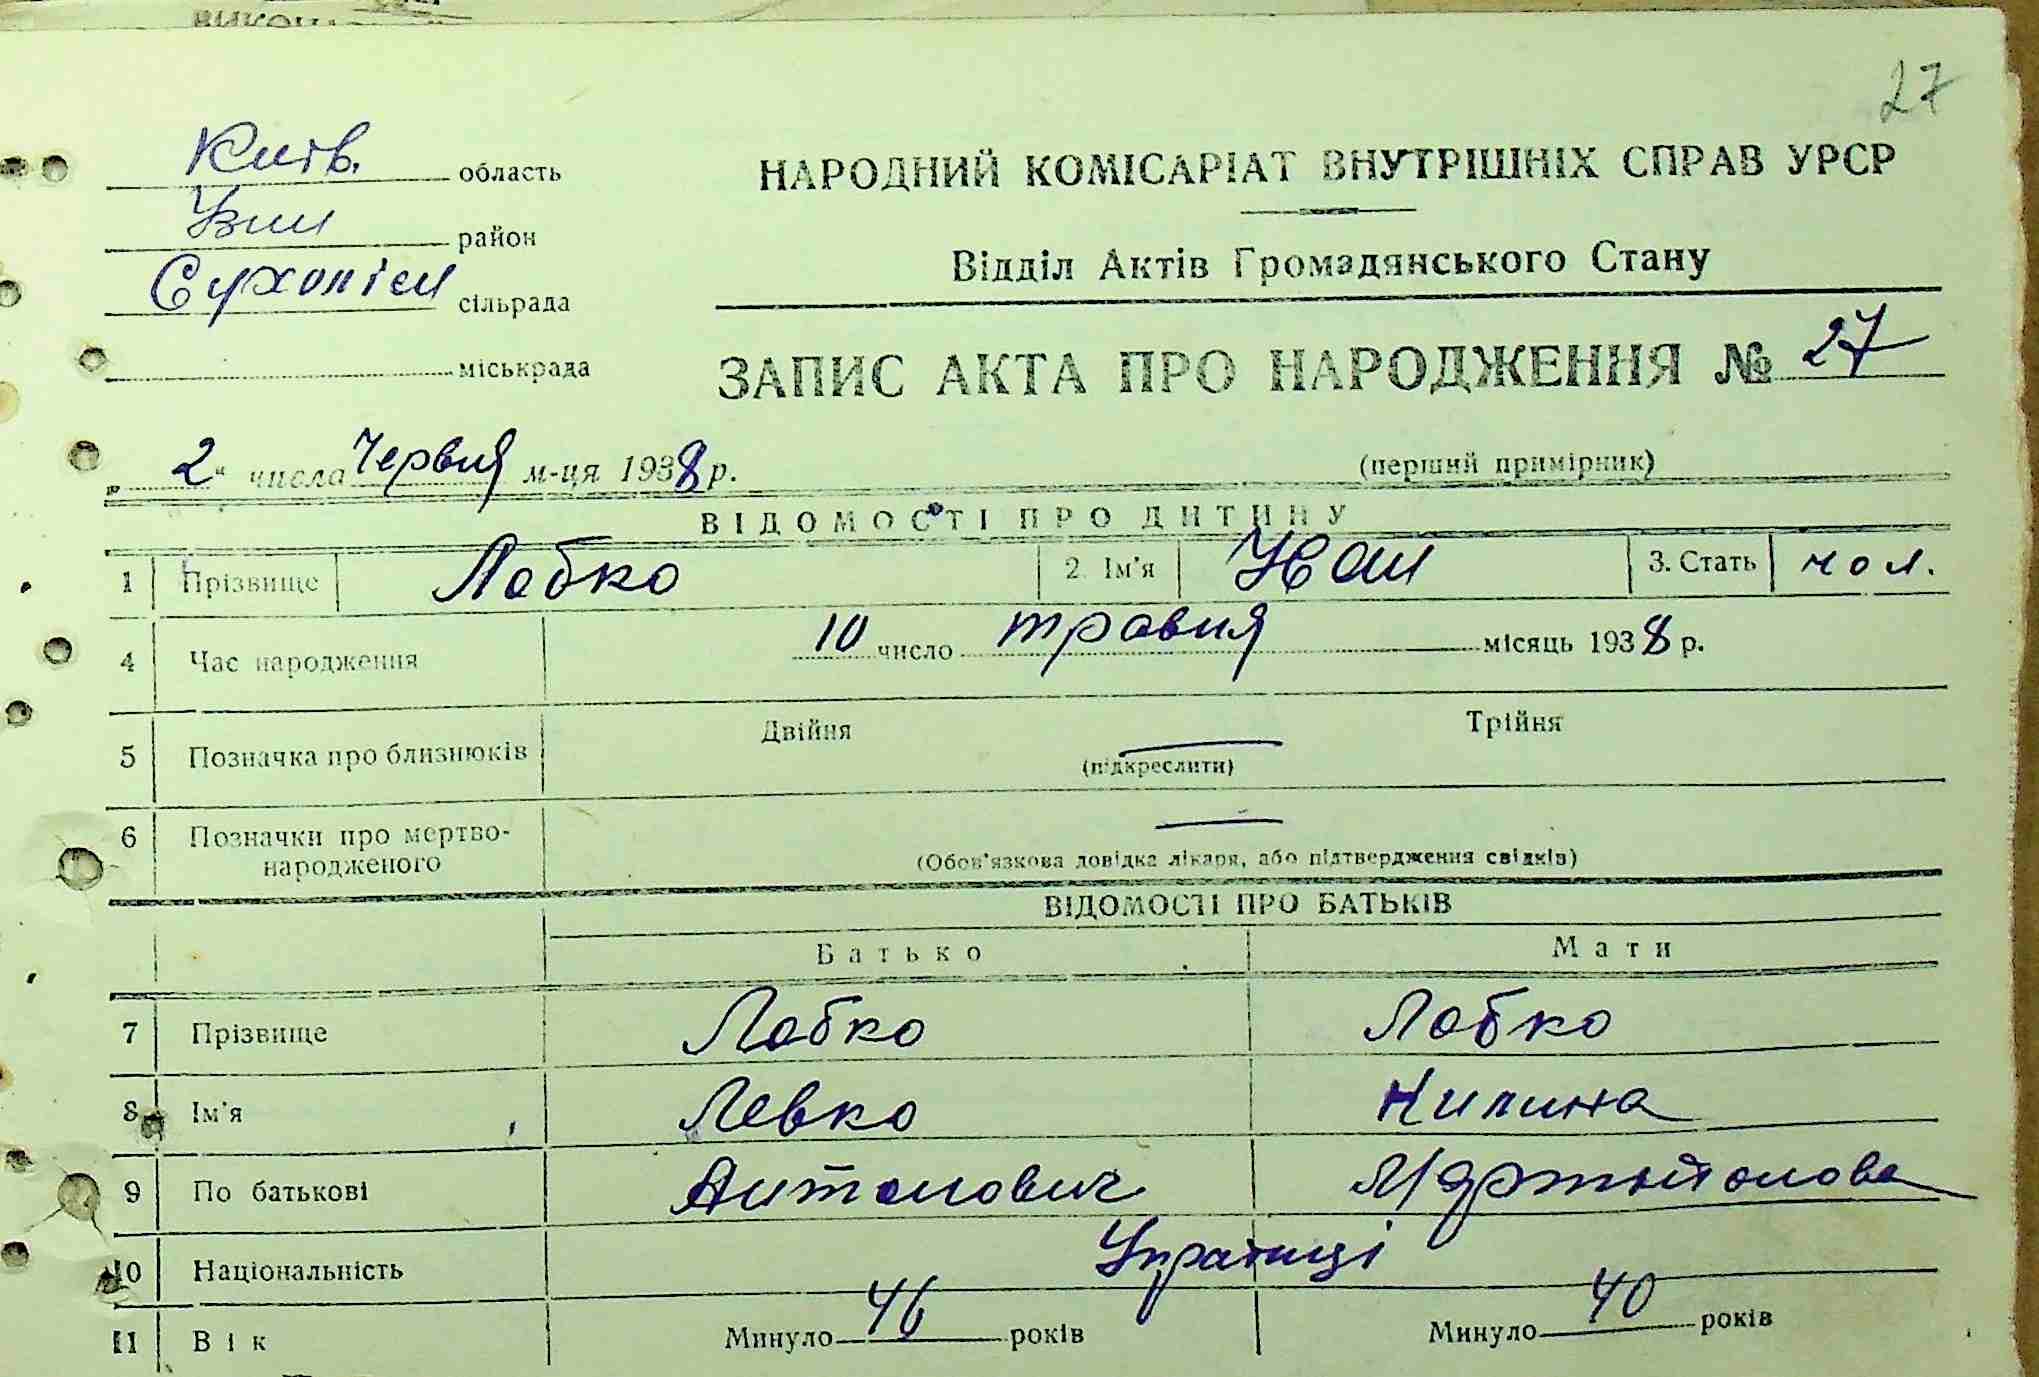 27
Київ. область
Узин район
Сухоліси сільрада
міськрада
НАРОДНИЙ КОМІСАРІАТ ВНУТРІШНІХ СПРАВ УРСР
Відділ Актів Громадянського Стану
ЗАПИС АКТА ПРО НАРОДЖЕННЯ № 27
„ 2 “ числа Червня м-ця 1938 р. (перший примірник)
ВІДОМОСТІ ПРО ДИТИНУ
1 Прізвище Лобко 2. Ім'я 3. Стать чол.
4 Час народження 10 число травня місяць 1938 р.
5 Позначка про близнюків Двійня Трійня
(підкреслити)
6 Позначки про мертво-
народженого (Обов'язкова довідка лікаря, або підтвердження свідків)
ВІДОМОСТІ ПРО БАТЬКІВ
Батько Мати
7 Прізвище Лобко Лобко
8 Ім'я Левко Килина
9 По батькові Антонович
10 Національність Українці
11 Вік Минуло 46 років Минуло 40 років